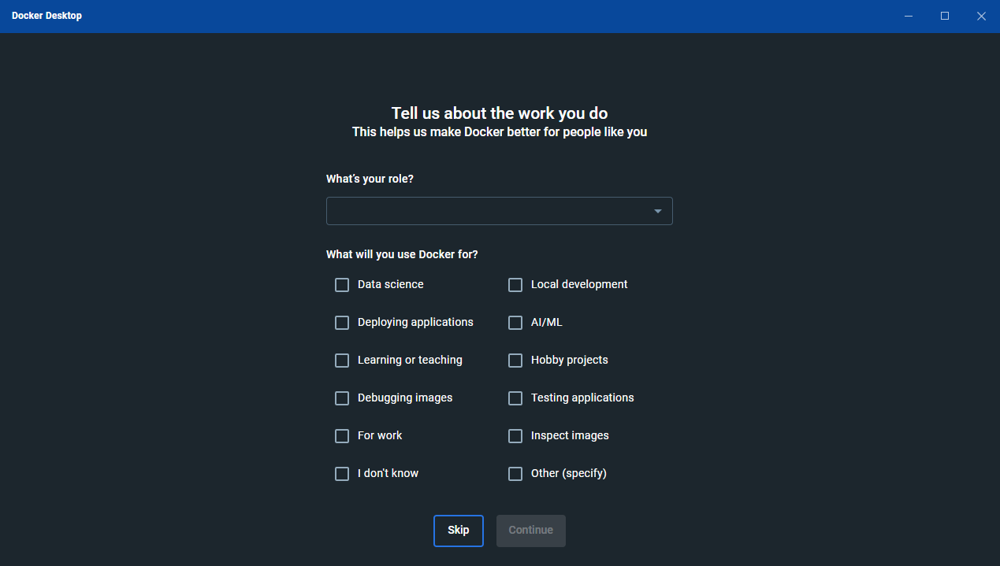 Docker Desktop
Tell us about the work you do
This helps us make Docker better for people like you
What's your role?
What will you use Docker for?
Data science
Local development
Deploying applications
AI/ML
Learning or teaching
Hobby projects
Debugging images
Testing applications
For work
Inspect images
I don't know
Other (specify)
Skip
Continue